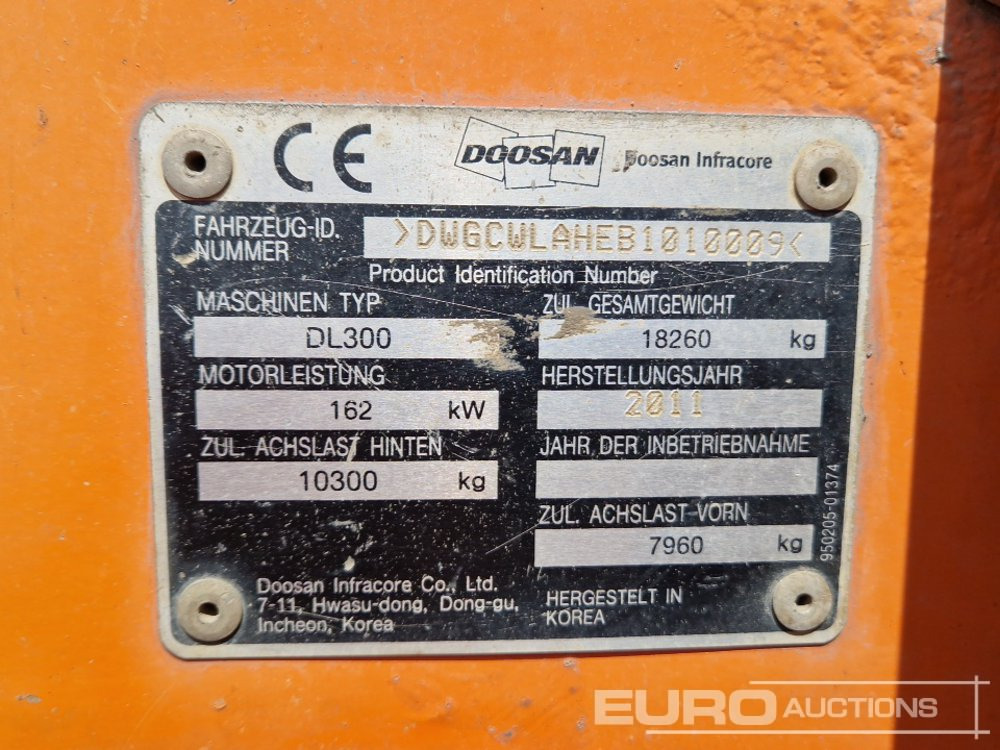 CE DOOSAN Doosan Infracore
FAHRZEUG-ID. NUMMER >DWGCWLAHEB1010009<
Product Identification Number
MASCHINEN TYP ZUL. GESAMTGEWICHT
DL300 18260 kg
MOTORLEISTUNG HERSTELLUNGSJAHR
162 kW 2011
ZUL. ACHSLAST HINTEN JAHR DER INBETRIEBNAHME
10300 kg
ZUL. ACHSLAST VORN
7960 kg
950205-01374
Doosan Infracore Co., Ltd.
7-11, Hwasu-dong, Dong-gu,
Incheon, Korea
HERGESTELT IN
KOREA
EURO AUCTIONS